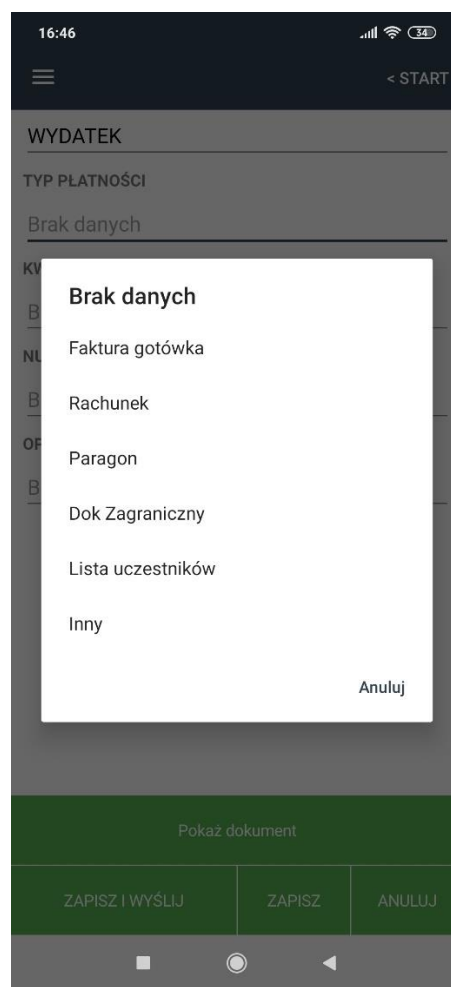 16:46
34
< START
WYDATEK
TYP PŁATNOŚCI
Brak danych
Brak danych
Faktura gotówka
Rachunek
Paragon
Dok Zagraniczny
Lista uczestników
Inny
Anuluj
Pokaż dokument
ZAPISZ I WYŚLIJ
ZAPISZ
ANULUJ